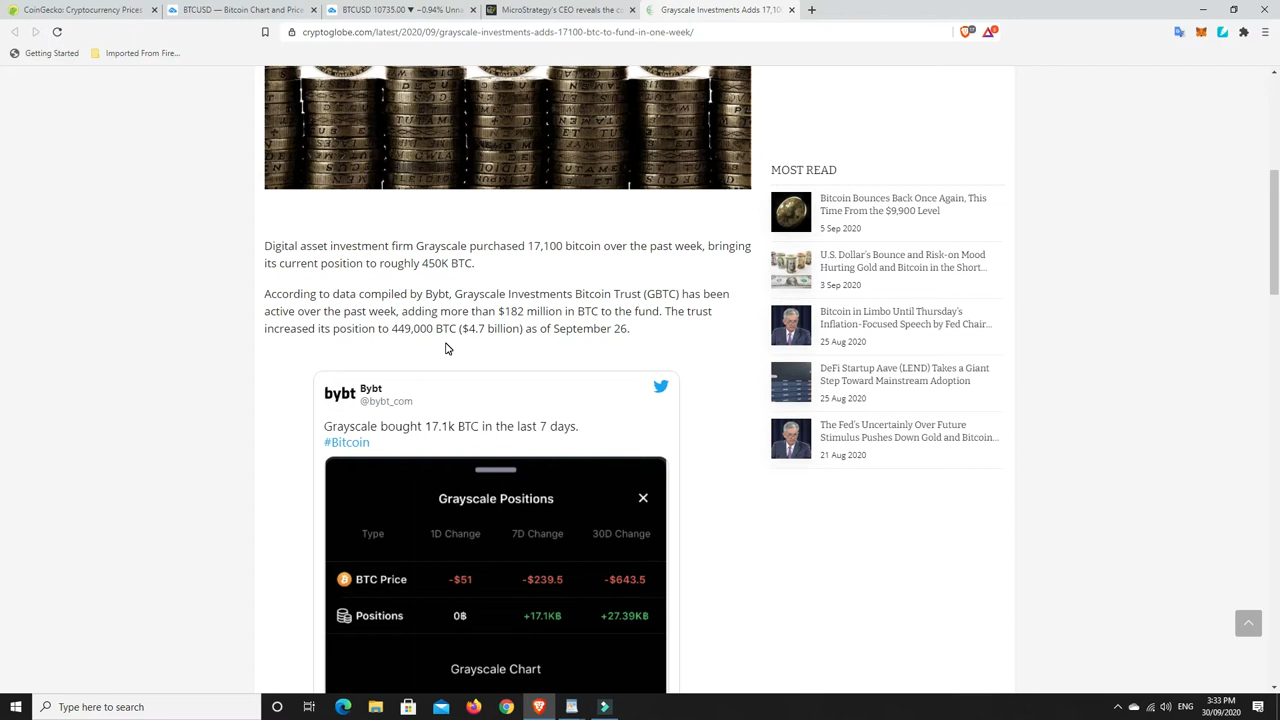 CoinGecko: Cryptocurrency Prices
BTCUSD — Bitcoin Chart and Price
BTCUSD 10735.00 ▼ −0.94% Unna
MicroStrategy's CEO reveals the co
Grayscale Investments Adds 17,10
cryptoglobe.com/latest/2020/09/grayscale-investments-adds-17100-btc-to-fund-in-one-week/
Getting Started
Imported From Fire...
Digital asset investment firm Grayscale purchased 17,100 bitcoin over the past week, bringing
its current position to roughly 450K BTC.
According to data compiled by Bybt, Grayscale Investments Bitcoin Trust (GBTC) has been
active over the past week, adding more than $182 million in BTC to the fund. The trust
increased its position to 449,000 BTC ($4.7 billion) as of September 26.
bybt
Bybt
@bybt_com
Grayscale bought 17.1k BTC in the last 7 days.
#Bitcoin
Grayscale Positions
Type 1D Change 7D Change 30D Change
BTC Price -$51 -$239.5 -$643.5
Positions 0฿ +17.1K฿ +27.39K฿
Grayscale Chart
MOST READ
Bitcoin Bounces Back Once Again, This
Time From the $9,900 Level
5 Sep 2020
U.S. Dollar's Bounce and Risk-on Mood
Hurting Gold and Bitcoin in the Short...
3 Sep 2020
Bitcoin in Limbo Until Thursday's
Inflation-Focused Speech by Fed Chair...
25 Aug 2020
DeFi Startup Aave (LEND) Takes a Giant
Step Toward Mainstream Adoption
25 Aug 2020
The Fed's Uncertainly Over Future
Stimulus Pushes Down Gold and Bitcoin...
21 Aug 2020
Type here to search
ENG
3:33 PM
30/09/2020